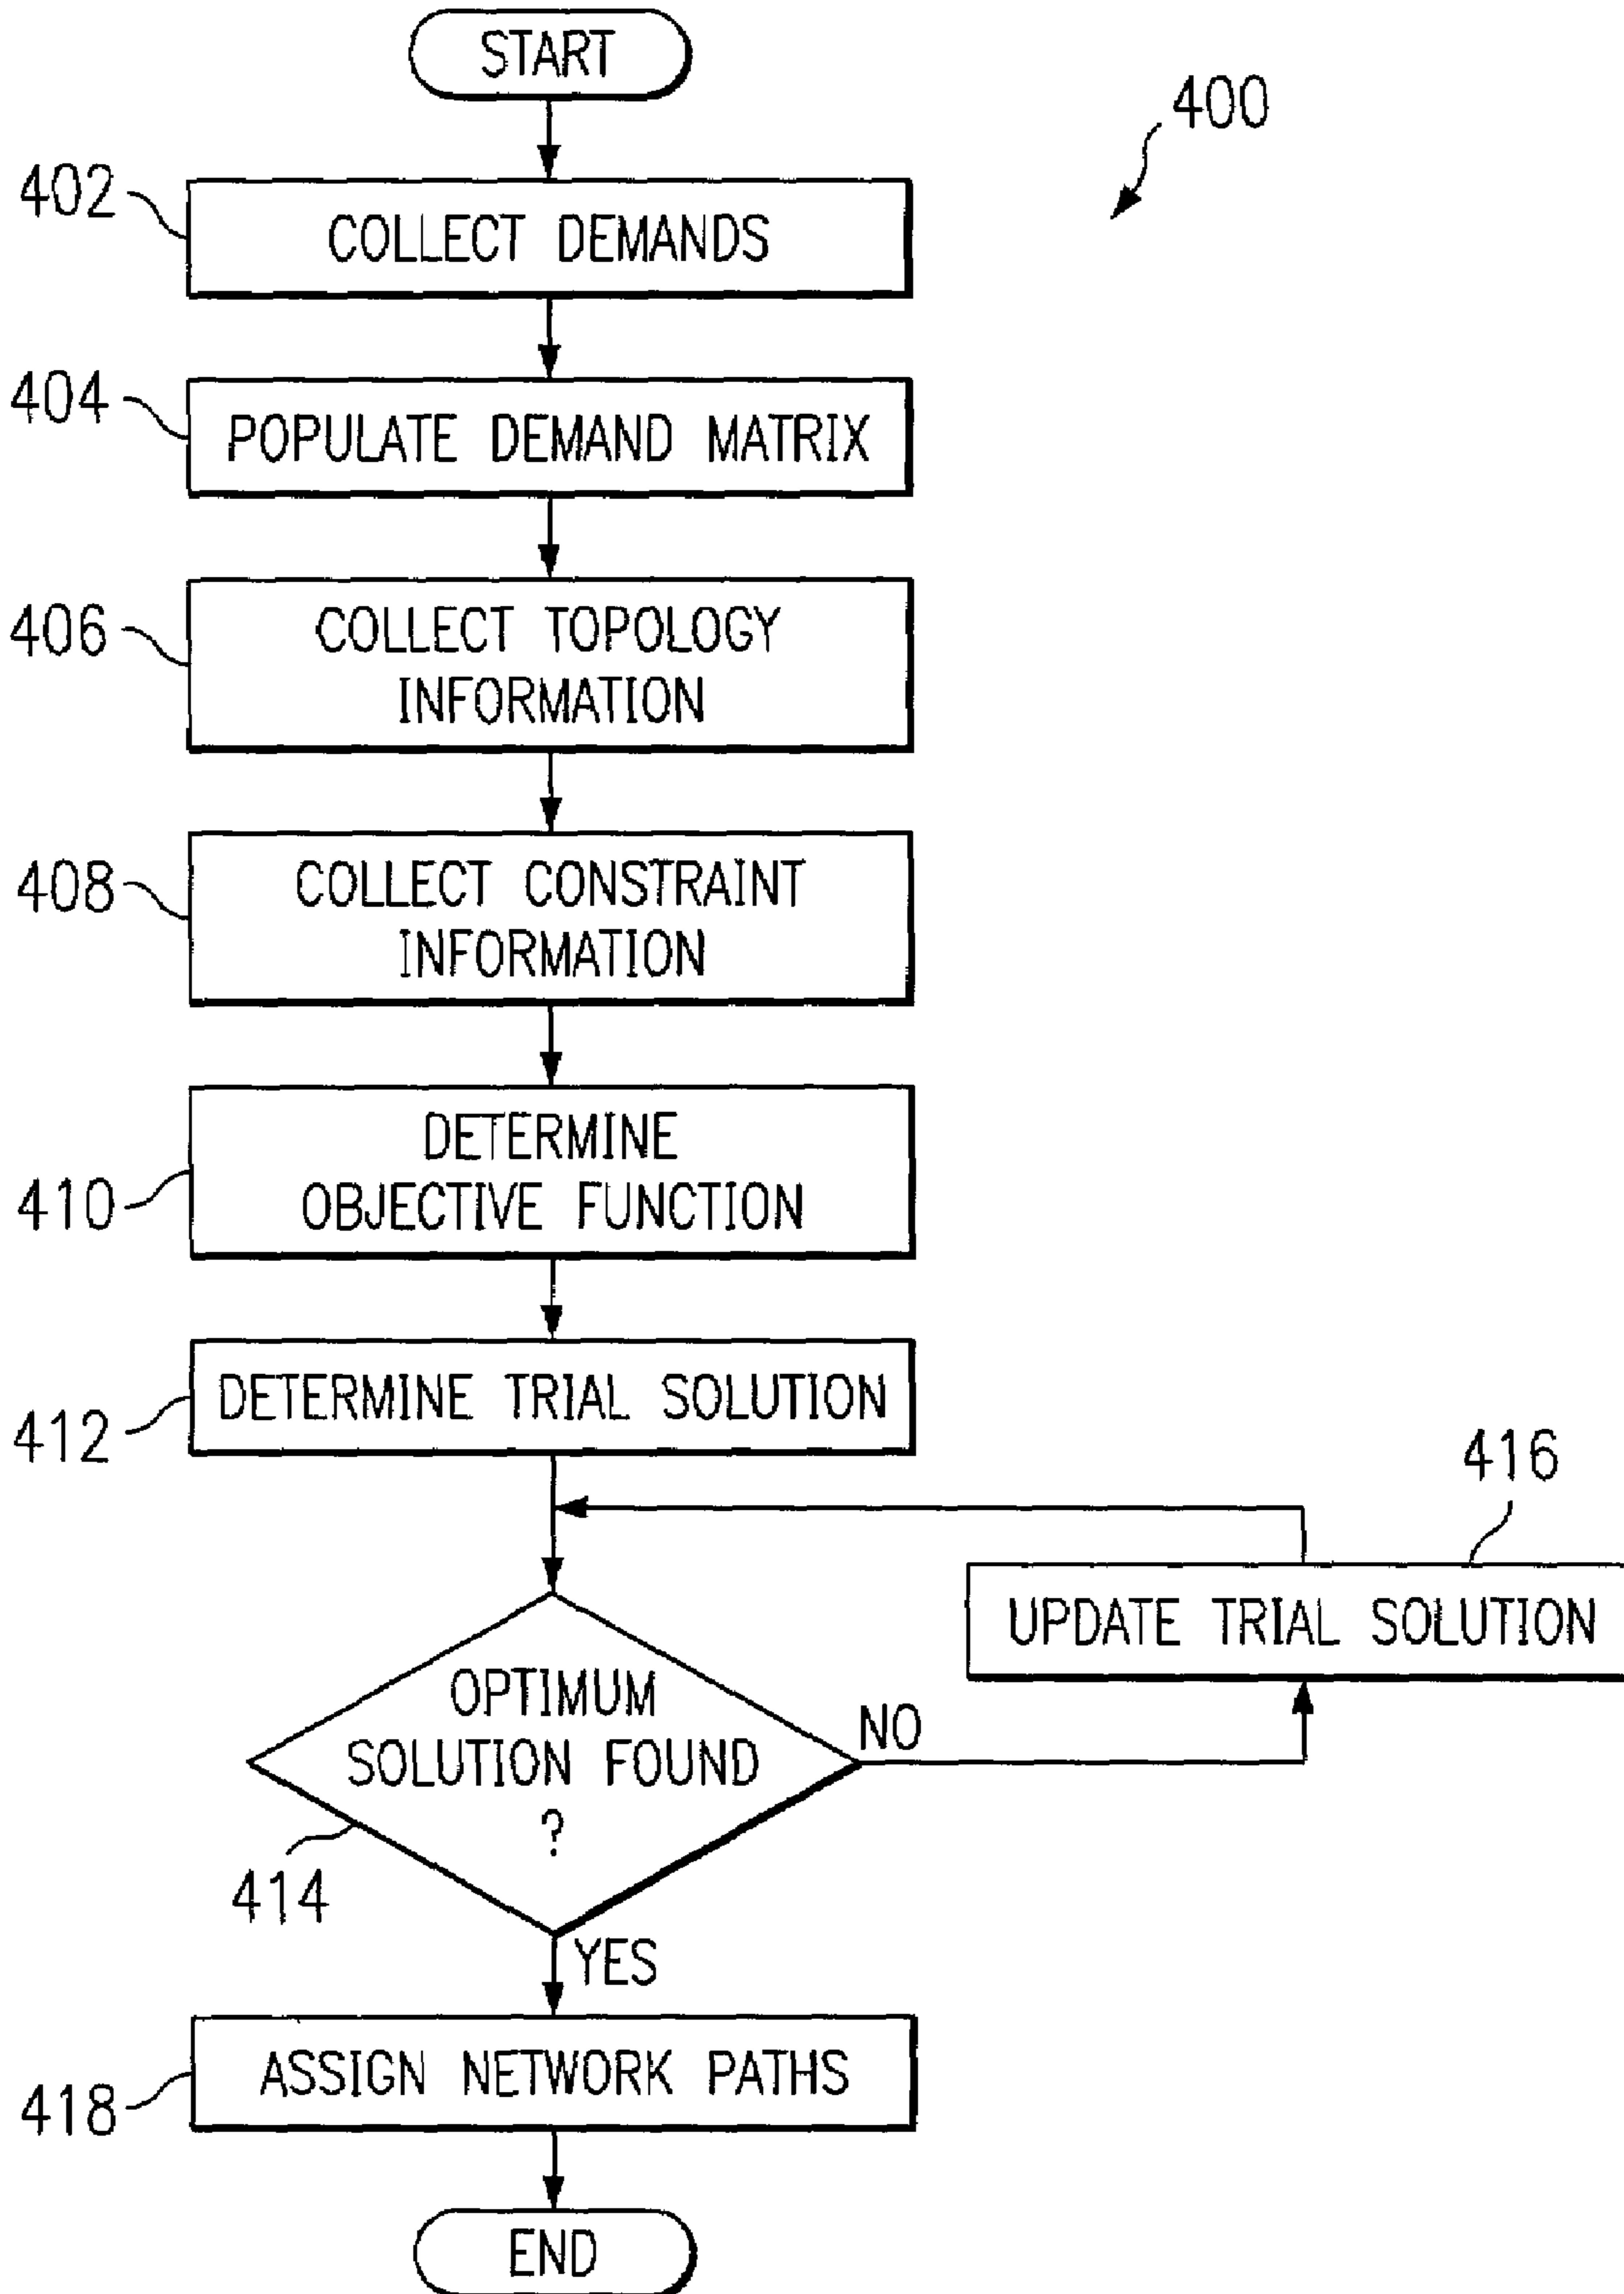 START
400
402
COLLECT DEMANDS
404
POPULATE DEMAND MATRIX
406
COLLECT TOPOLOGY
INFORMATION
408
COLLECT CONSTRAINT
INFORMATION
DETERMINE
OBJECTIVE FUNCTION
410
DETERMINE TRIAL SOLUTION
412
416
UPDATE TRIAL SOLUTION
OPTIMUM
SOLUTION FOUND
?
NO
414
YES
ASSIGN NETWORK PATHS
418
END